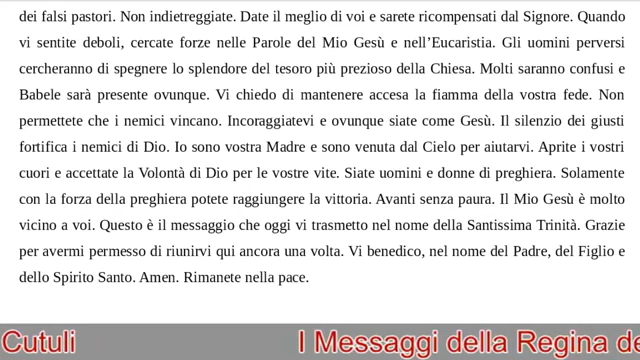 dei falsi pastori. Non indietreggiate. Date il meglio di voi e sarete ricompensati dal Signore. Quando
vi sentite deboli, cercate forze nelle Parole del Mio Gesù e nell’Eucaristia. Gli uomini perversi
cercheranno di spegnere lo splendore del tesoro più prezioso della Chiesa. Molti saranno confusi e
Babele sarà presente ovunque. Vi chiedo di mantenere accesa la fiamma della vostra fede. Non
permettete che i nemici vincano. Incoraggiatevi e ovunque siate come Gesù. Il silenzio dei giusti
fortifica i nemici di Dio. Io sono vostra Madre e sono venuta dal Cielo per aiutarvi. Aprite i vostri
cuori e accettate la Volontà di Dio per le vostre vite. Siate uomini e donne di preghiera. Solamente
con la forza della preghiera potete raggiungere la vittoria. Avanti senza paura. Il Mio Gesù è molto
vicino a voi. Questo è il messaggio che oggi vi trasmetto nel nome della Santissima Trinità. Grazie
per avermi permesso di riunirvi qui ancora una volta. Vi benedico, nel nome del Padre, del Figlio e
dello Spirito Santo. Amen. Rimanete nella pace.
Cutuli I Messaggi della Regina de